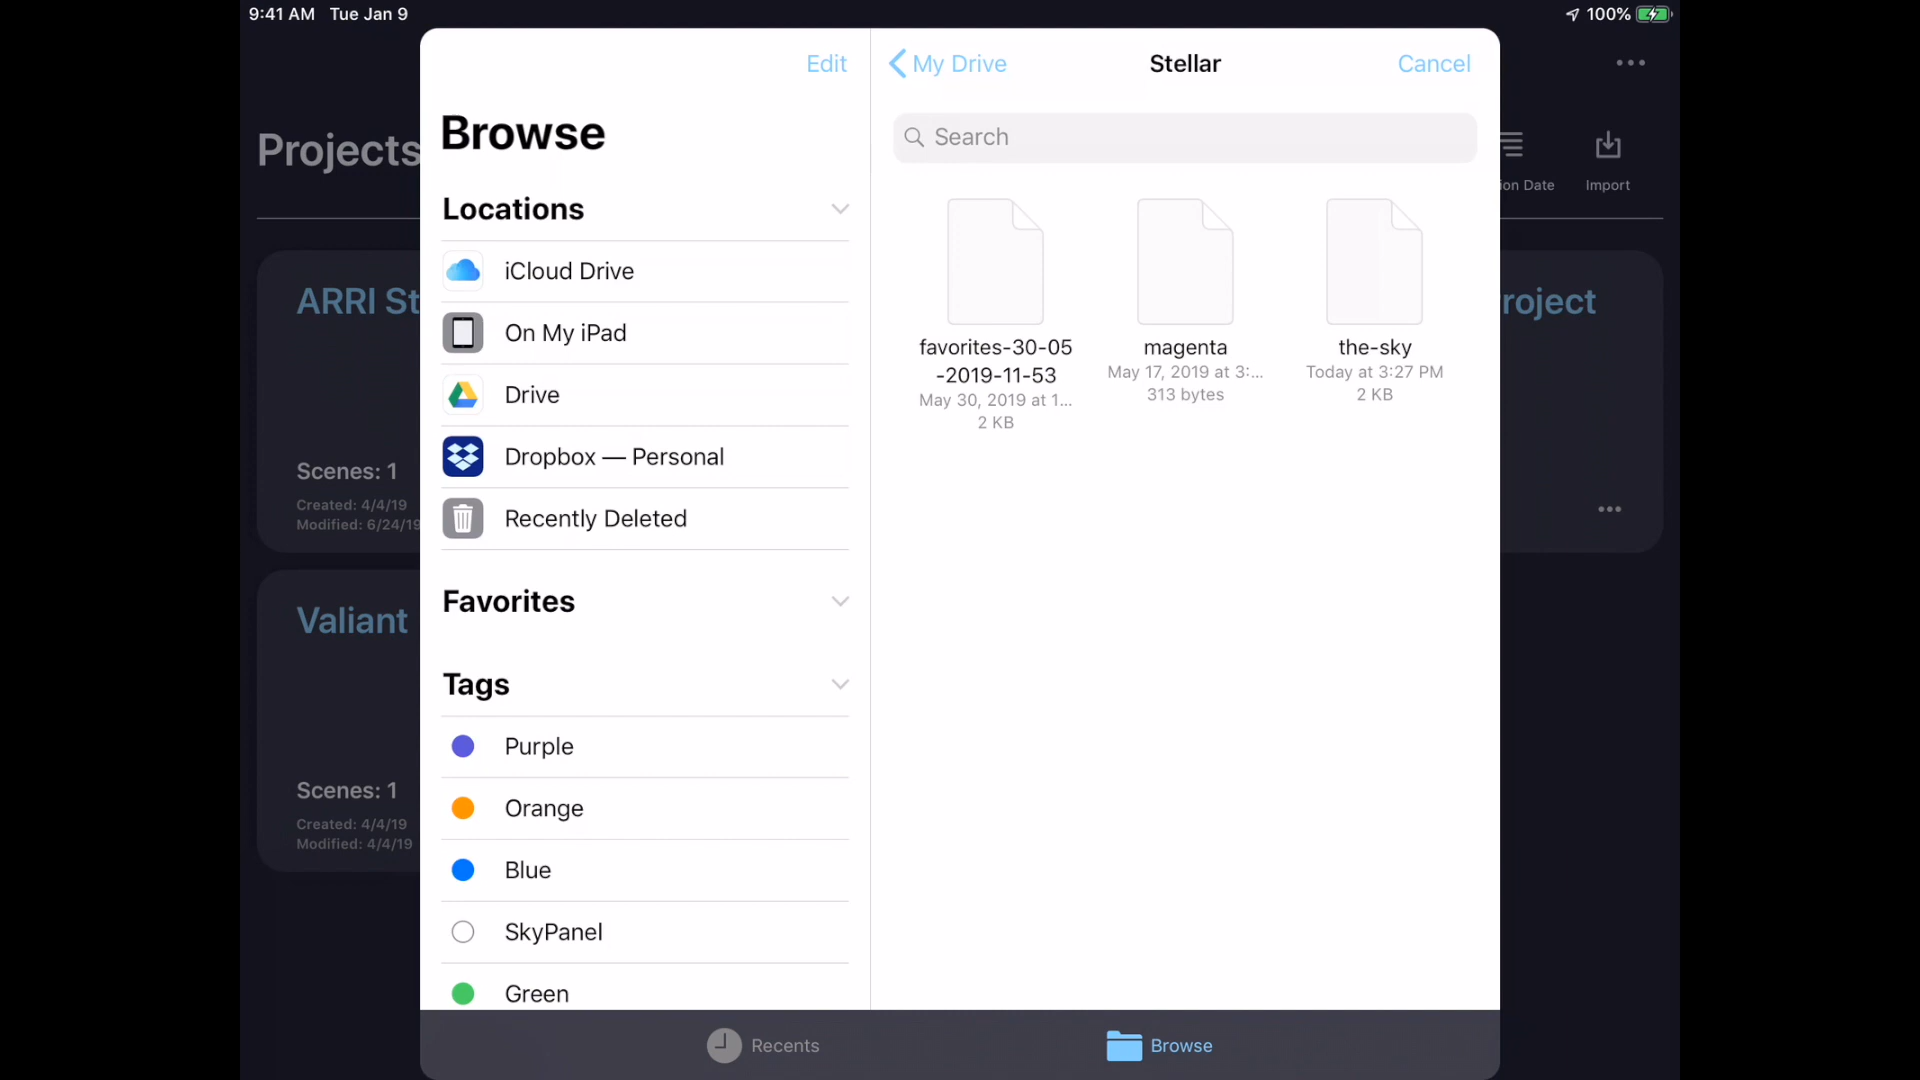 9:41 AM Tue Jan 9
100%
Projects
ion Date
Import
ARRI St
Scenes: 1
Created: 4/4/19
Modified: 6/24/19
roject
Valiant
Scenes: 1
Created: 4/4/19
Modified: 4/4/19
Edit
Browse
Locations
iCloud Drive
On My iPad
Drive
Dropbox — Personal
Recently Deleted
Favorites
Tags
Purple
Orange
Blue
SkyPanel
Green
My Drive
Stellar
Cancel
Search
favorites-30-05
-2019-11-53
May 30, 2019 at 1...
2 KB
magenta
May 17, 2019 at 3:...
313 bytes
the-sky
Today at 3:27 PM
2 KB
Recents
Browse